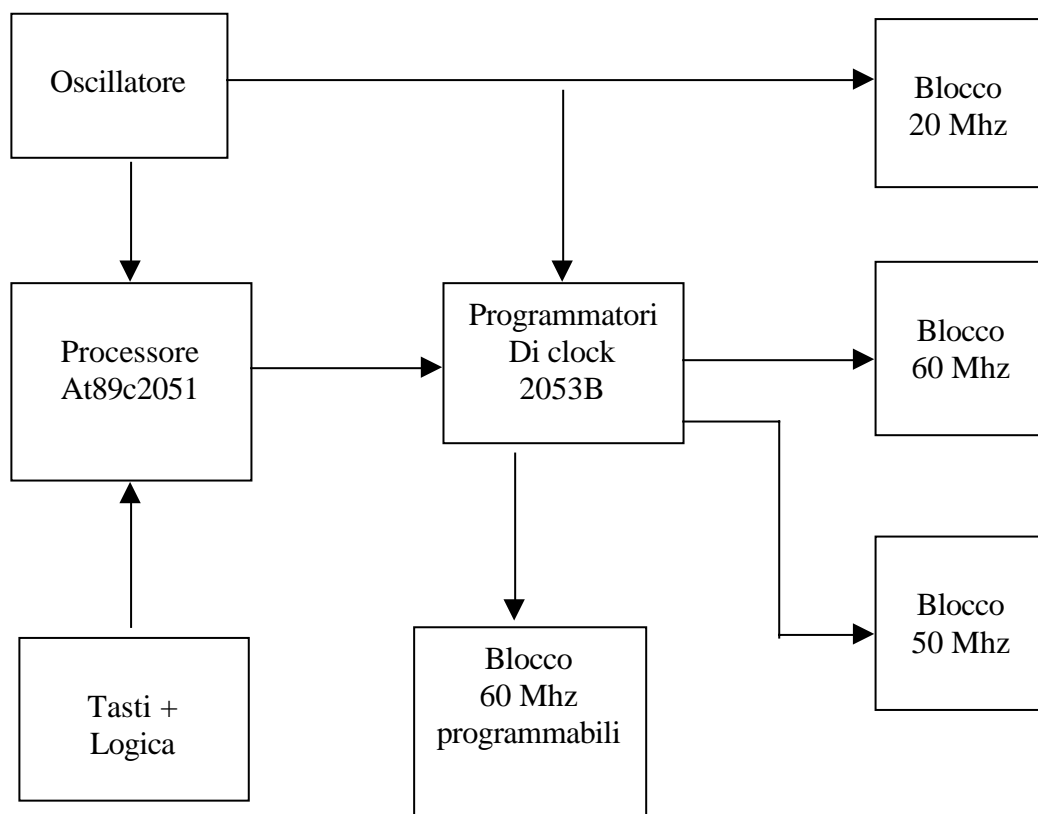 Oscillatore
Blocco
20 Mhz
Processore
At89c2051
Programmatori
Di clock
2053B
Blocco
60 Mhz
Tasti +
Logica
Blocco
60 Mhz
programmabili
Blocco
50 Mhz